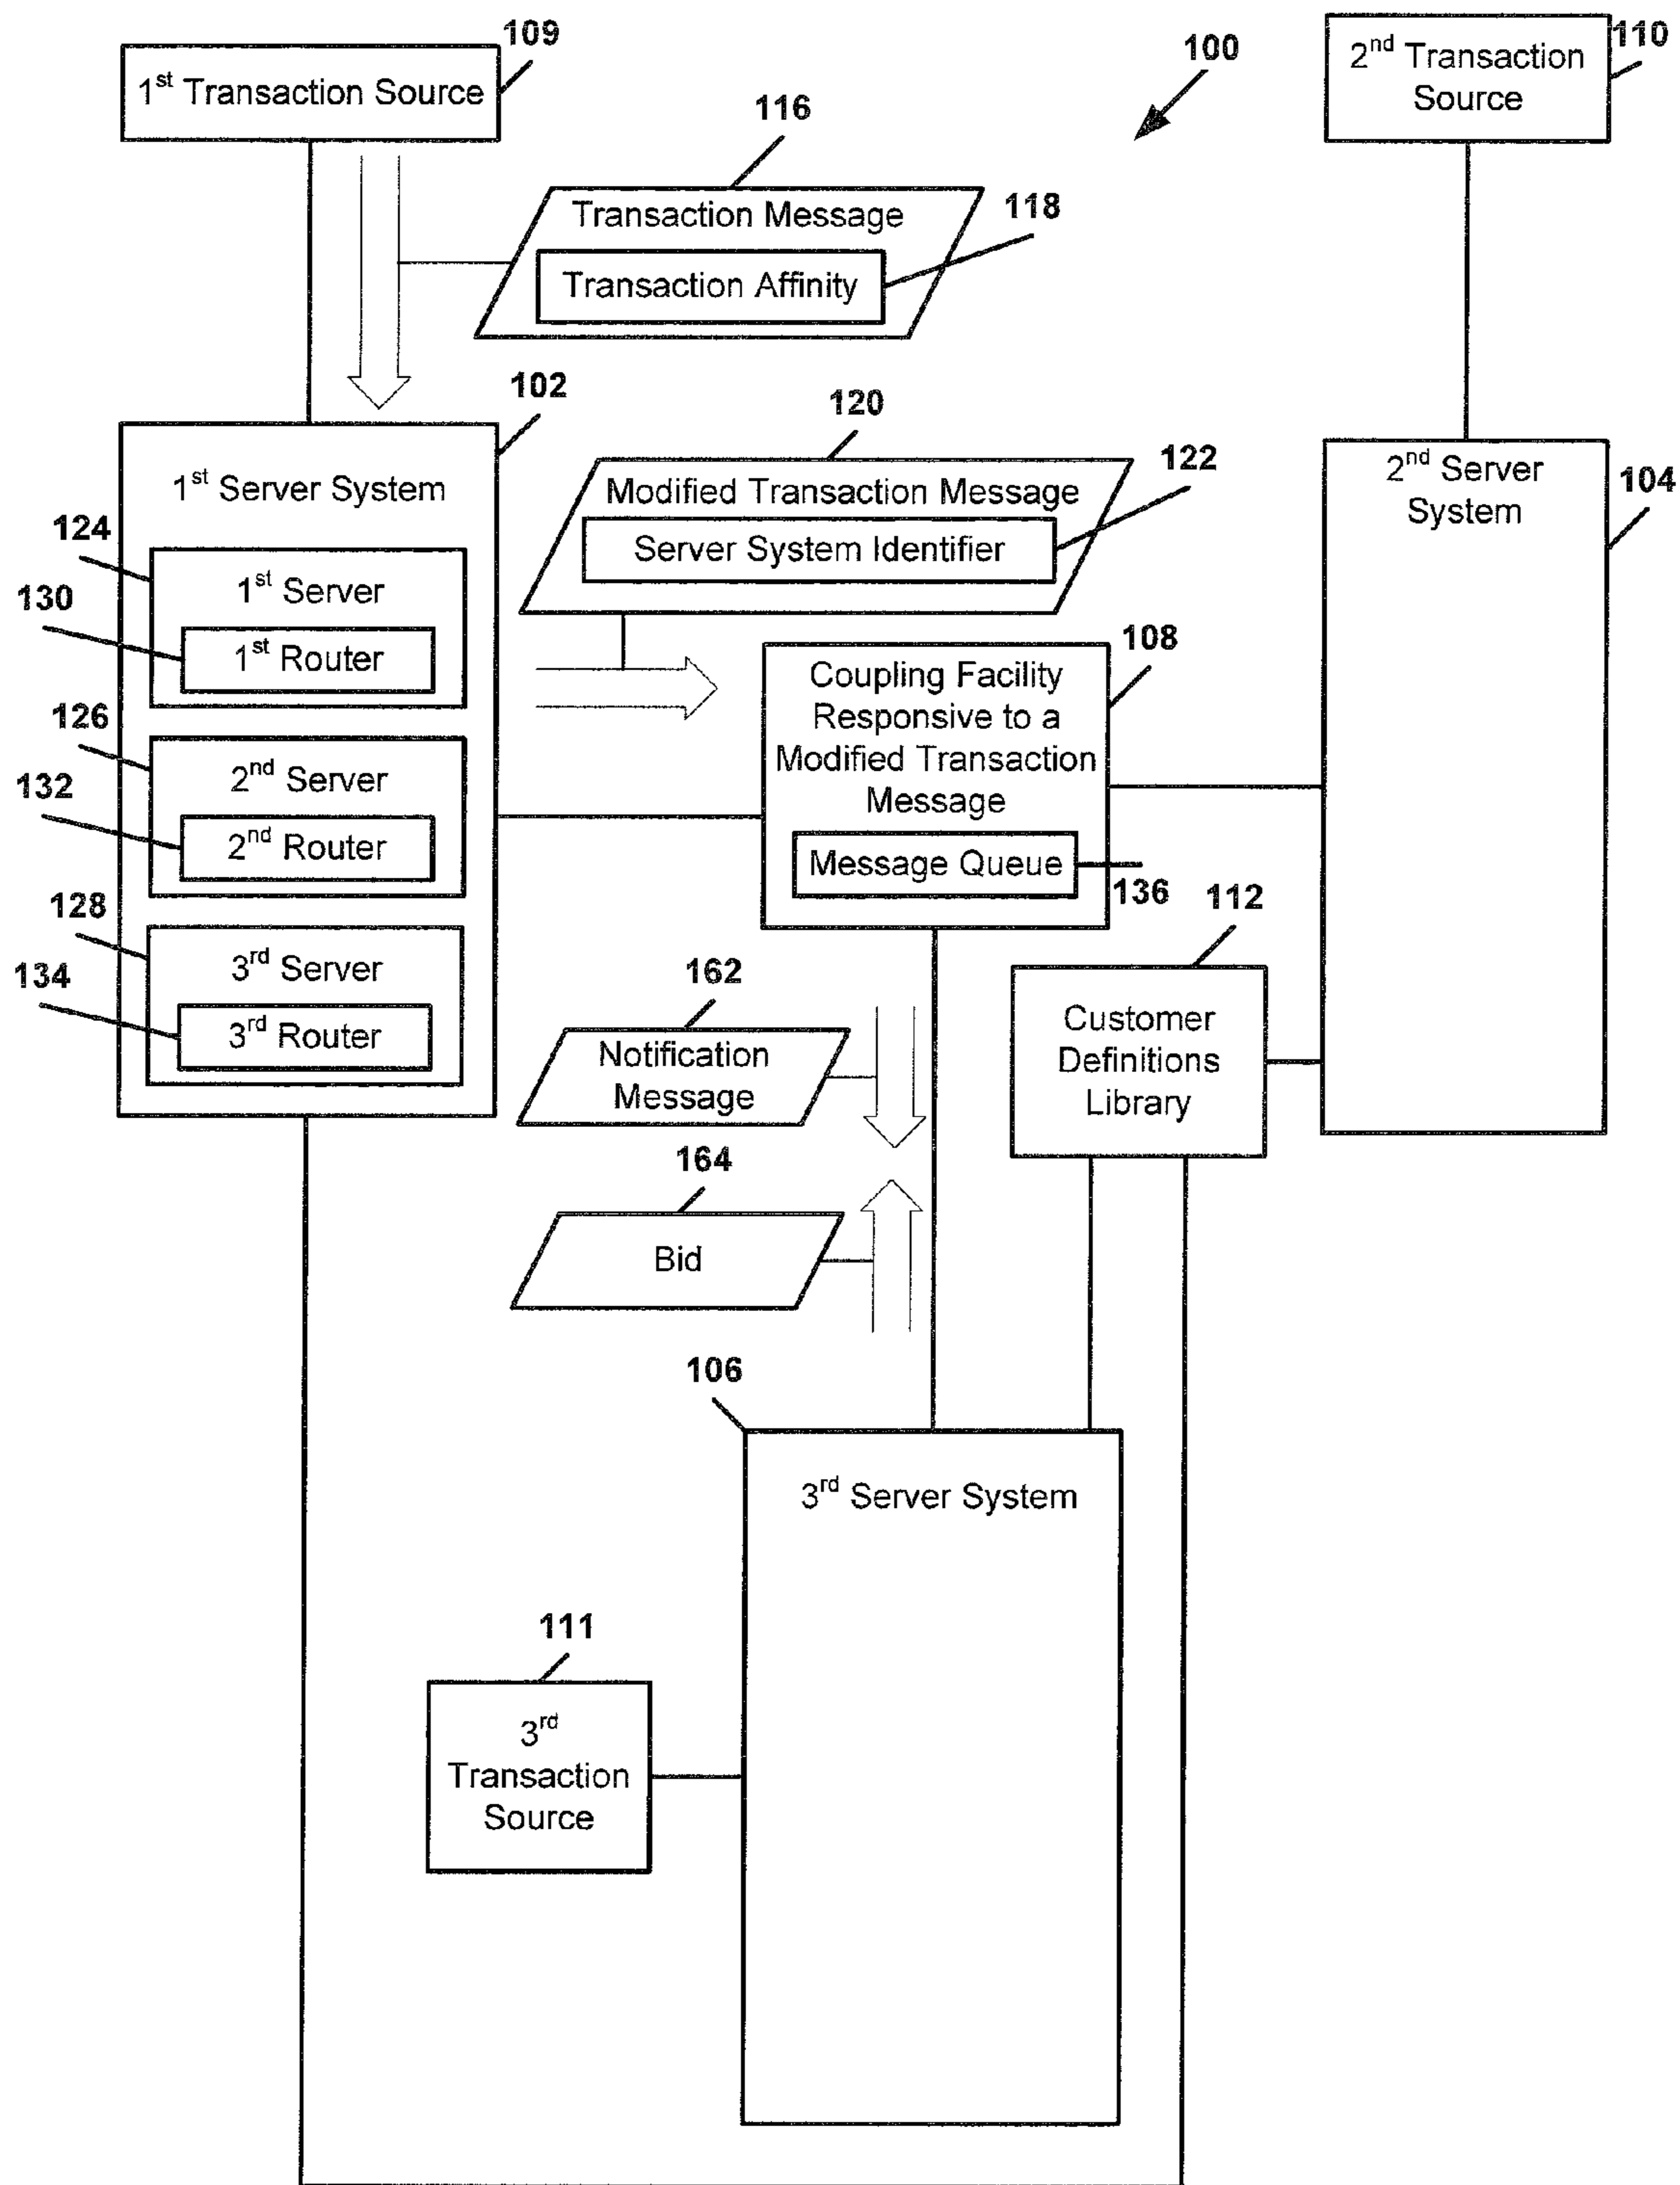 109
1st Transaction Source
100
2nd Transaction
Source
110
116
Transaction Message
118
Transaction Affinity
102
1st Server System
120
Modified Transaction Message
122
Server System Identifier
2nd Server
System
104
124
1st Server
130
1st Router
126
2nd Server
132
2nd Router
128
3rd Server
134
3rd Router
108
Coupling Facility
Responsive to a
Modified Transaction
Message
Message Queue
136
112
Customer
Definitions
Library
162
Notification
Message
164
Bid
106
3rd Server System
111
3rd
Transaction
Source